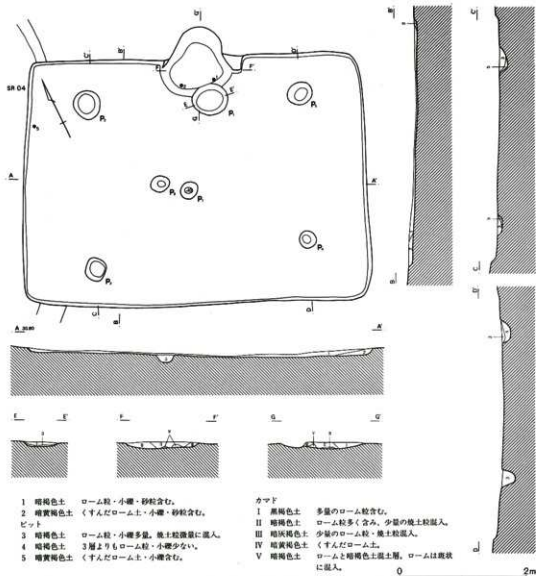 SR 04
A
A'
A
A'
E
E'
F
F'
G
G'
1 暗褐色土 ローム粒・小礫・砂粒含む。
2 暗黄褐色土 くすんだローム土・小礫・砂粒含む。
ピット
3 暗褐色土 ローム粒・小礫多量。焼土粒微量に混入。
4 暗褐色土 3層よりもローム粒・小礫少ない。
5 暗黄褐色土 くすんだローム土・小礫含む。
カマド
I 黒褐色土 多量のローム粒含む。
II 暗褐色土 ローム粒多く含み、少量の焼土粒混入。
III 暗灰褐色土 少量のローム粒・焼土粒混入。
IV 暗黄褐色土 くすんだローム土。
V 暗褐色土 ロームと暗褐色土混土層。ロームは斑状
に混入。
0 2m